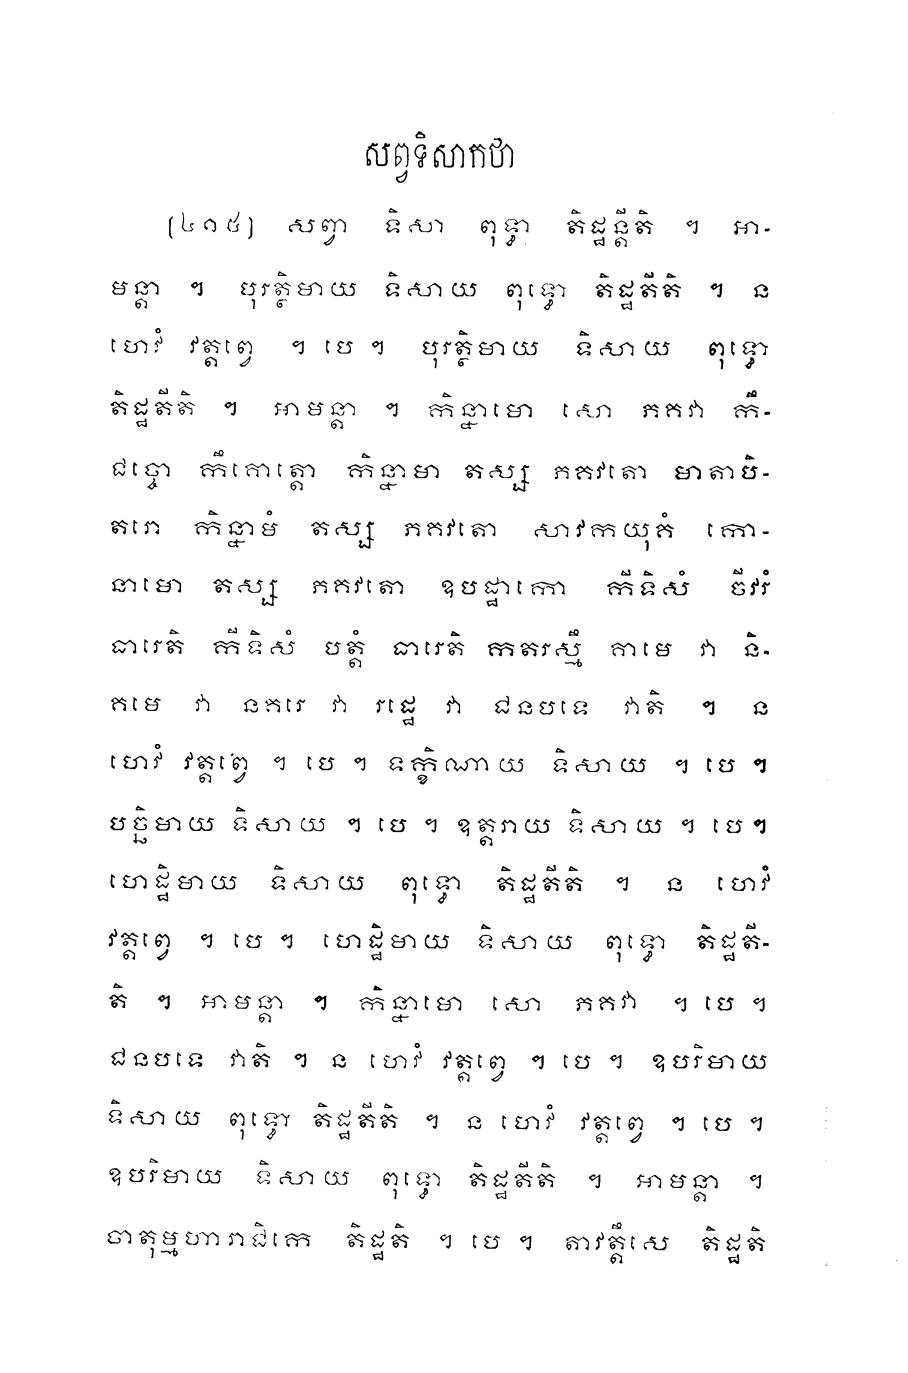 សព្វទិសាកថា
(៤១៥) សព្វា ទិសា ពុទ្ធា តិដ្ឋន្តីតិ ។ អា-
មន្តា ។ បុរត្ថិមាយ ទិសាយ ពុទ្ធោ តិដ្ឋតីតិ ។ ន
ហេវំ វត្តព្វេ ។ បេ ។ បុរត្ថិមាយ ទិសាយ ពុទ្ធោ
តិដ្ឋតីតិ ។ អាមន្តា ។ កិន្នាមោ សោ ភគវា កឹ-
ជច្ចោ កឹគោត្តោ កិន្នាមា តស្ស ភគវតោ មាតាបិ-
តរោ កិន្នាមំ តស្ស ភគវតោ សាវកយុគំ កោ-
នាមោ តស្ស ភគវតោ ឧបដ្ឋាកោ កីទិសំ ចីវរំ
ធារេតិ កីទិសំ បត្តំ ធារេតិ កតរស្មឹ គាមេ វា និ-
គមេ វា នគរេ វា រដ្ឋេ វា ជនបទេ វាតិ ។ ន
ហេវំ វត្តព្វេ ។ បេ ។ ទក្ខិណាយ ទិសាយ ។ បេ ។
បច្ឆិមាយ ទិសាយ ។ បេ ។ ឧត្តរាយ ទិសាយ ។ បេ ។
ហេដ្ឋិមាយ ទិសាយ ពុទ្ធោ តិដ្ឋតីតិ ។ ន ហេវំ
វត្តព្វេ ។ បេ ។ ហេដ្ឋិមាយ ទិសាយ ពុទ្ធោ តិដ្ឋតី-
តិ ។ អាមន្តា ។ កិន្នាមោ សោ ភគវា ។ បេ ។
ជនបទេ វាតិ ។ ន ហេវំ វត្តព្វេ ។ បេ ។ ឧបរិមាយ
ទិសាយ ពុទ្ធោ តិដ្ឋតីតិ ។ ន ហេវំ វត្តព្វេ ។ បេ ។
ឧបរិមាយ ទិសាយ ពុទ្ធោ តិដ្ឋតីតិ ។ អាមន្តា ។
ចាតុម្មហារាជិកេ តិដ្ឋតិ ។ បេ ។ តាវត្តឹសេ តិដ្ឋតិ